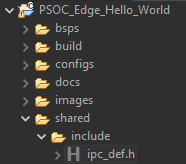 PSOC_Edge_Hello_World
bsps
build
configs
docs
images
shared
include
ipc_def.h